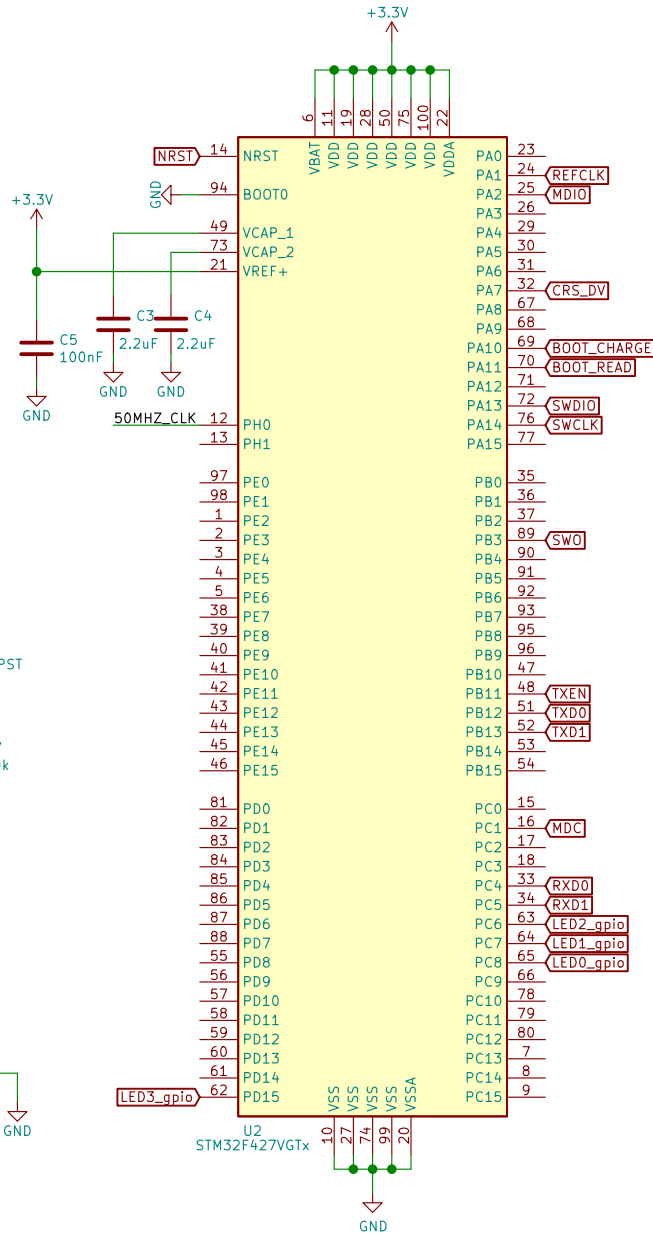 +3.3V
6 11 19 28 50 75 100 22
VBAT VDD VDD VDD VDD VDD VDD VDDA
NRST 14 NRST
GND 94 BOOT0
+3.3V
49 VCAP_1
73 VCAP_2
21 VREF+
C5
100nF
GND
C3
2.2uF
GND
C4
2.2uF
GND
50MHZ_CLK 12 PH0
13 PH1
97 PE0
98 PE1
1 PE2
2 PE3
3 PE4
4 PE5
5 PE6
38 PE7
39 PE8
40 PE9
41 PE10
42 PE11
43 PE12
44 PE13
45 PE14
46 PE15
81 PD0
82 PD1
83 PD2
84 PD3
85 PD4
86 PD5
87 PD6
88 PD7
55 PD8
56 PD9
57 PD10
58 PD11
59 PD12
60 PD13
61 PD14
LED3_gpio 62 PD15
PA0 23
PA1 24 REFCLK
PA2 25 MDIO
PA3 26
PA4 29
PA5 30
PA6 31
PA7 32 CRS_DV
PA8 67
PA9 68
PA10 69 BOOT_CHARGE
PA11 70 BOOT_READ
PA12 71
PA13 72 SWDIO
PA14 76 SWCLK
PA15 77
PB0 35
PB1 36
PB2 37
PB3 89 SWO
PB4 90
PB5 91
PB6 92
PB7 93
PB8 95
PB9 96
PB10 47
PB11 48 TXEN
PB12 51 TXD0
PB13 52 TXD1
PB14 53
PB15 54
PC0 15
PC1 16 MDC
PC2 17
PC3 18
PC4 33 RXD0
PC5 34 RXD1
PC6 63 LED2_gpio
PC7 64 LED1_gpio
PC8 65 LED0_gpio
PC9 66
PC10 78
PC11 79
PC12 80
PC13 7
PC14 8
PC15 9
VSS VSS VSS VSS VSSA
10 27 74 99 20
U2
STM32F427VGTx
GND
PST
k
GND